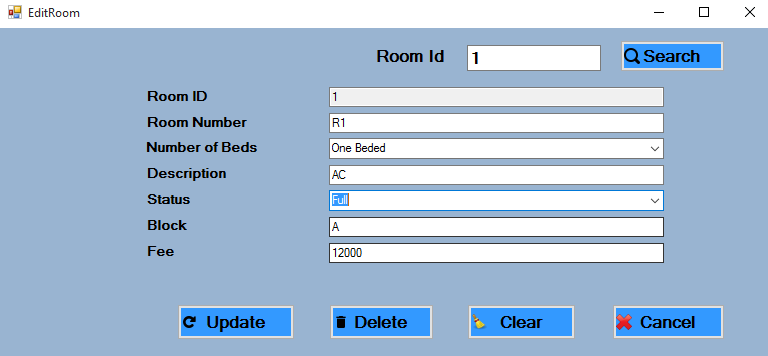 EditRoom
Room Id 1 Search
Room ID 1
Room Number R1
Number of Beds One Beded
Description AC
Status Full
Block A
Fee 12000
Update Delete Clear Cancel